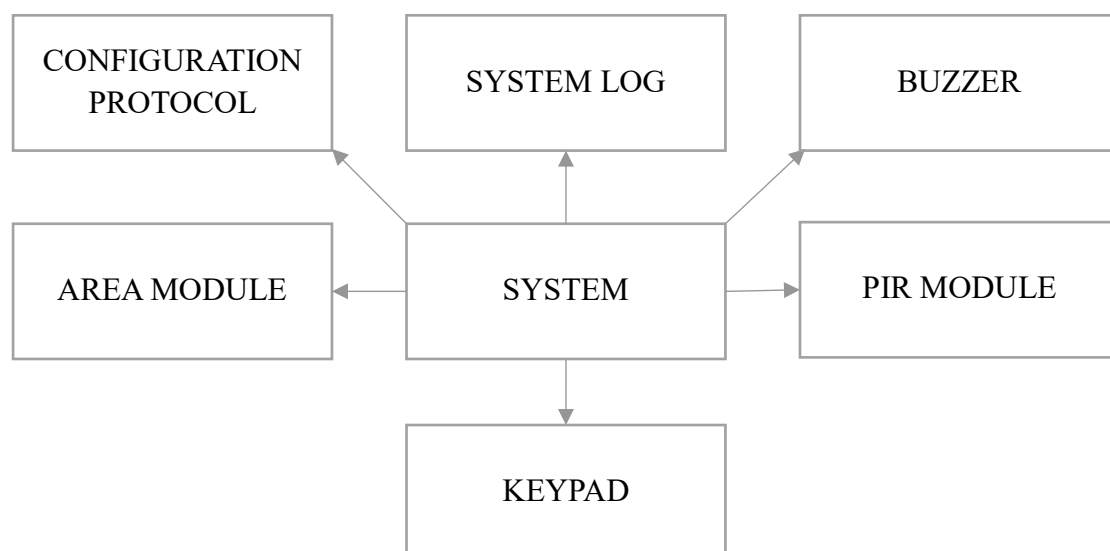 CONFIGURATION
PROTOCOL
SYSTEM LOG
BUZZER
AREA MODULE
SYSTEM
PIR MODULE
KEYPAD